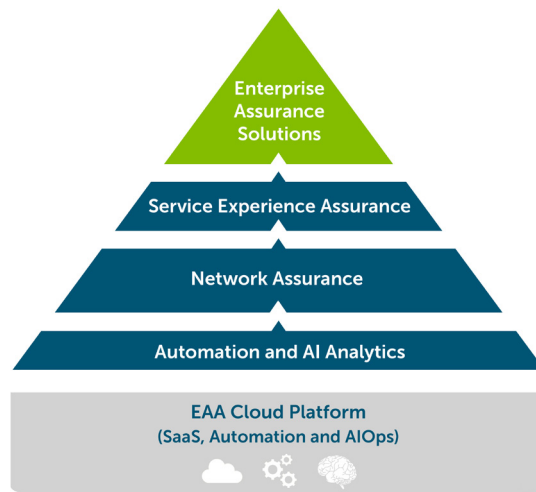 Enterprise
Assurance
Solutions
Service Experience Assurance
Network Assurance
Automation and AI Analytics
EAA Cloud Platform
(SaaS, Automation and AIOps)